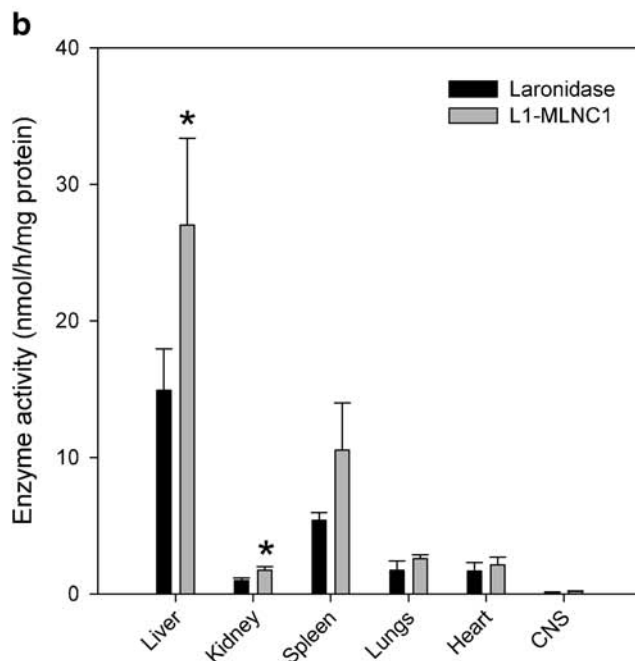 b
Enzyme activity (nmol/h/mg protein)
40
30
20
10
0
Laronidase
L1-MLNC1
*
*
Liver
Kidney
Spleen
Lungs
Heart
CNS